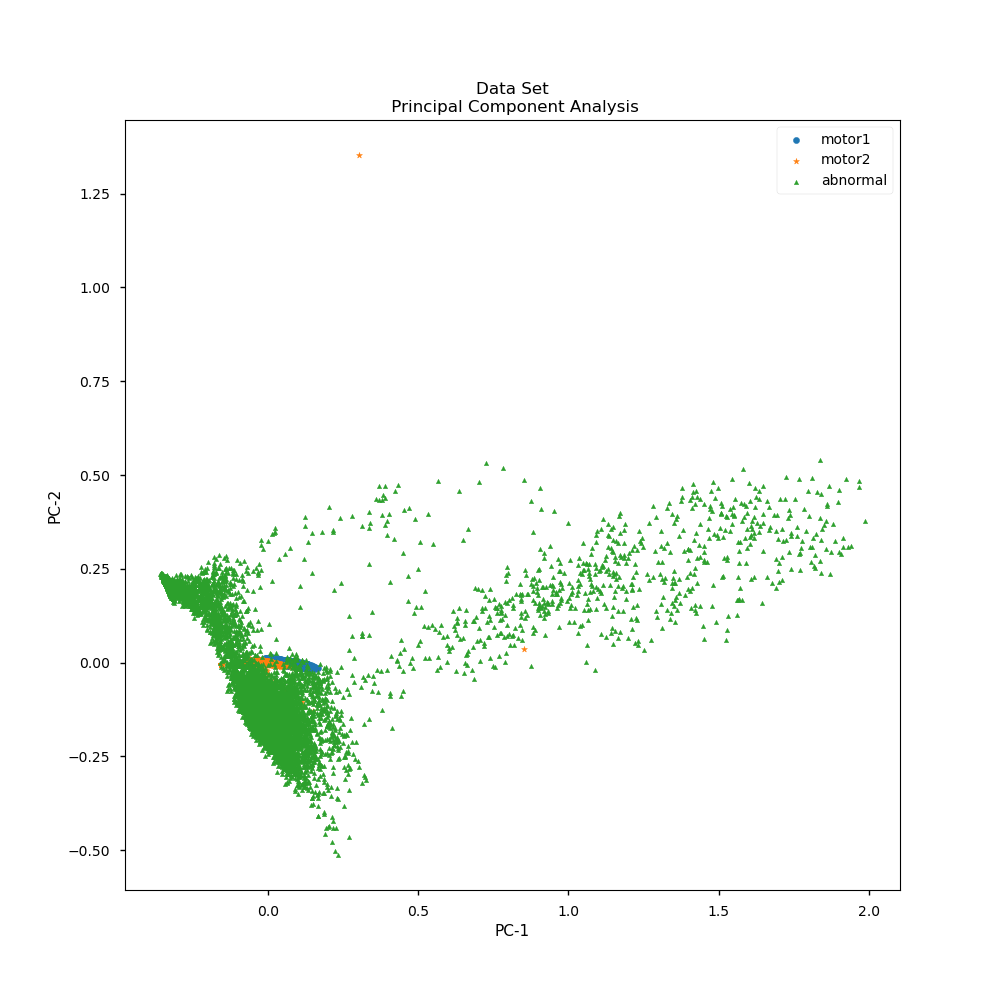 Data Set
Principal Component Analysis
motor1
motor2
abnormal
1.25
1.00
0.75
0.50
0.25
0.00
−0.25
−0.50
PC-2
0.0 0.5 1.0 1.5 2.0
PC-1